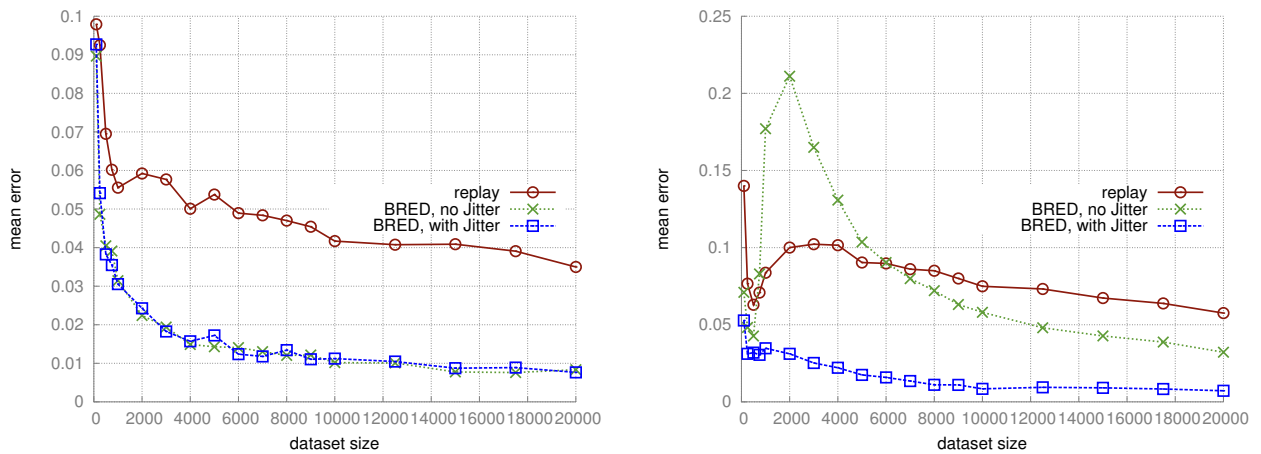 0.1
0.09
0.08
0.07
0.06
0.05
0.04
0.03
0.02
0.01
0
mean error
replay
BRED, no Jitter
BRED, with Jitter
0 2000 4000 6000 8000 10000 12000 14000 16000 18000 20000
dataset size
0.25
0.2
0.15
0.1
0.05
0
mean error
replay
BRED, no Jitter
BRED, with Jitter
0 2000 4000 6000 8000 10000 12000 14000 16000 18000 20000
dataset size